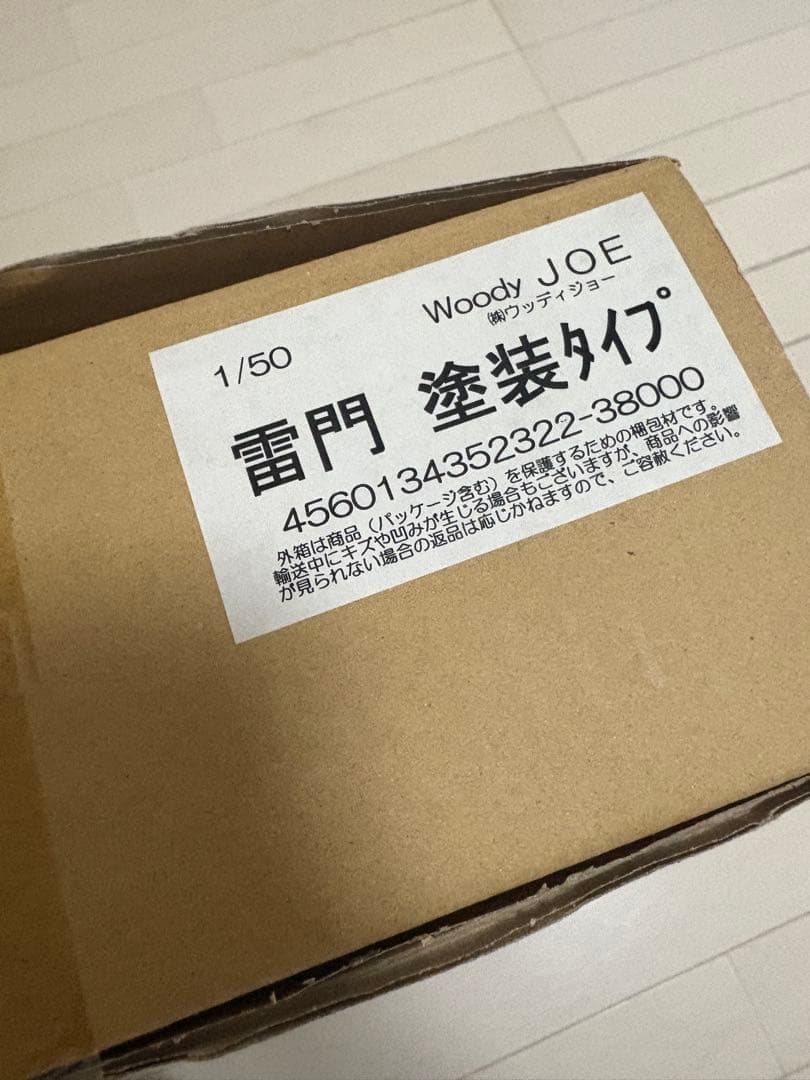 Woody JOE
㈱ウッディジョー
1/50
雷門 塗装ﾀｲﾌﾟ
4560134352322-38000
外箱は商品（パッケージ含む）を保護するための梱包材です。
輸送中にキズや凹みが生じる場合もございますが、商品への影響
が見られない場合の返品は応じかねますので、ご容赦ください。